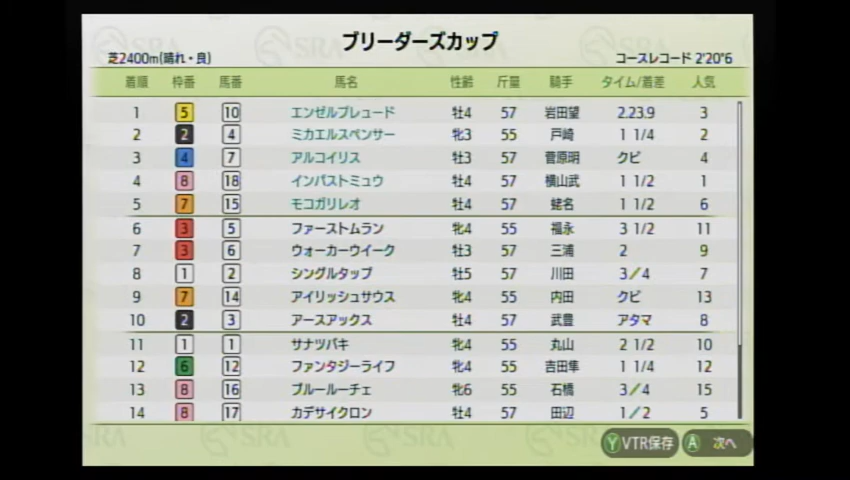 ブリーダーズカップ
芝2400m(晴れ・良) コースレコード 2'20"6
着順 枠番 馬番 馬名 性齢 斤量 騎手 タイム/着差 人気
1 5 10 エンゼルプレュード 牡4 57 岩田望 2.23.9 3
2 2 4 ミカエルスペンサー 牝3 55 戸崎 1 1/4 2
3 4 7 アルコイリス 牡3 57 菅原明 クビ 4
4 8 18 インパストミュウ 牡4 57 横山武 1 1/2 1
5 7 15 モコガリレオ 牡4 57 蛯名 1 1/2 6
6 3 5 ファーストムラン 牝4 55 福永 3 1/2 11
7 3 6 ウォーカーウイーク 牡3 57 三浦 2 9
8 1 2 シングルタップ 牡5 57 川田 3/4 7
9 7 14 アイリッシュサウス 牝4 55 内田 クビ 13
10 2 3 アースアックス 牡4 57 武豊 アタマ 8
11 1 1 サナツバキ 牝4 55 丸山 2 1/2 10
12 6 12 ファンタジーライフ 牝4 55 吉田隼 1 1/4 12
13 8 16 ブルールーチェ 牝6 55 石橋 3/4 15
14 8 17 カデサイクロン 牡4 57 田辺 1/2 5
Y VTR保存 A 次へ
SRA